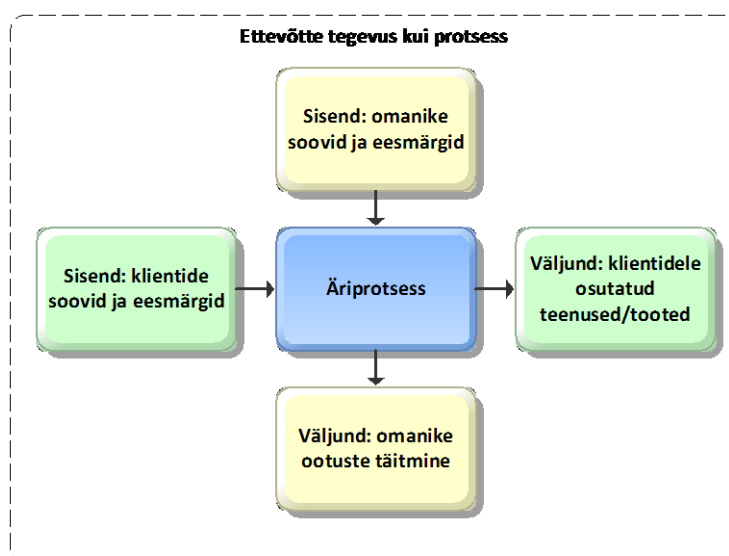 Ettevõtte tegevus kui protsess
Sisend: omanike
soovid ja eesmärgid
Sisend: klientide
soovid ja eesmärgid
Äriprotsess
Väljund: klientidele
osutatud
teenused/tooted
Väljund: omanike
ootuste täitmine